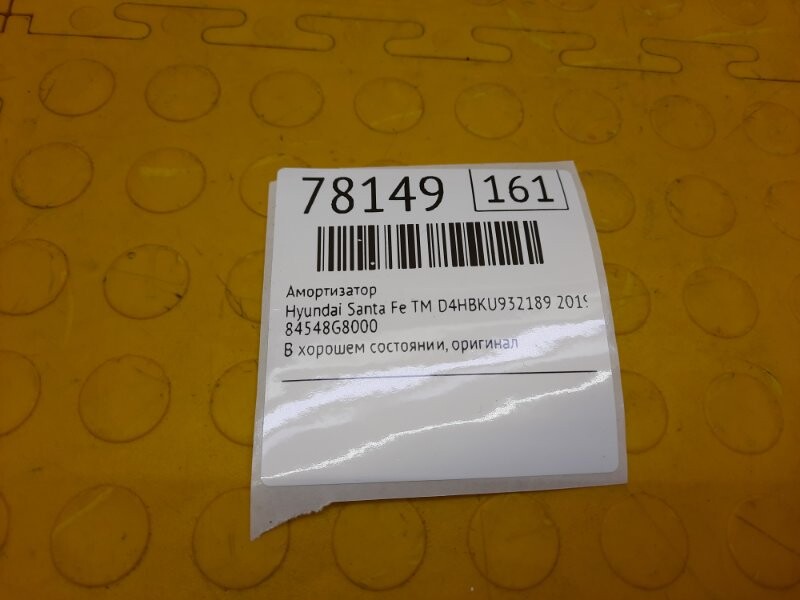 78149 161
Амортизатор
Hyundai Santa Fe TM D4HBKU932189 2019
84548G8000
В хорошем состоянии, оригинал